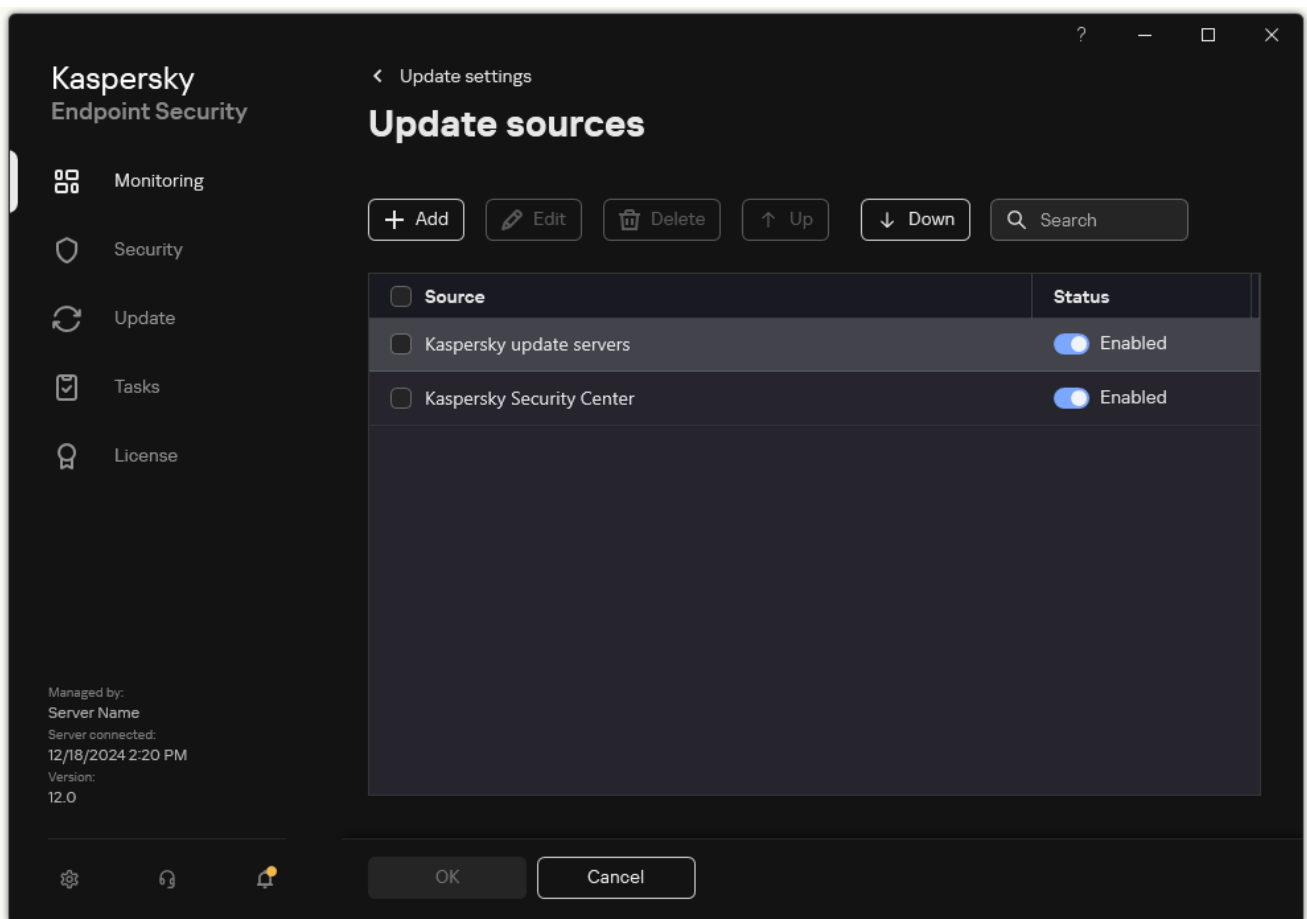 ?
Kaspersky
Endpoint Security
Monitoring
Security
Update
Tasks
License
Managed by:
Server Name
Server connected:
12/18/2024 2:20 PM
Version:
12.0
Update settings
Update sources
Add Edit Delete Up Down Search
Source Status
Kaspersky update servers Enabled
Kaspersky Security Center Enabled
OK Cancel